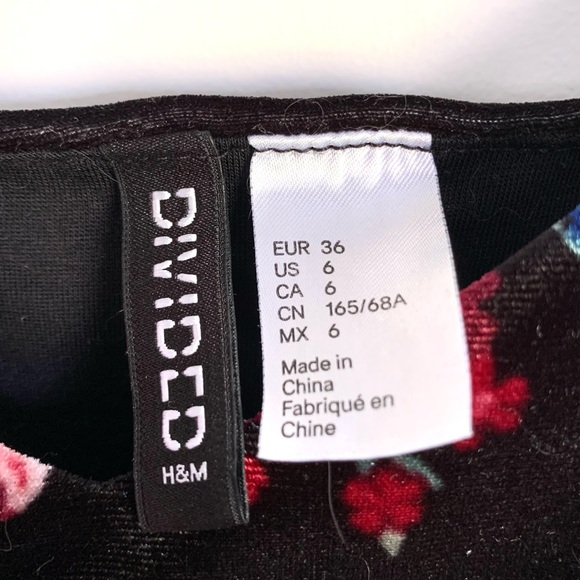 DIVIDED
H&M
EUR 36
US 6
CA 6
CN 165/68A
MX 6
Made in
China
Fabriqué en
Chine